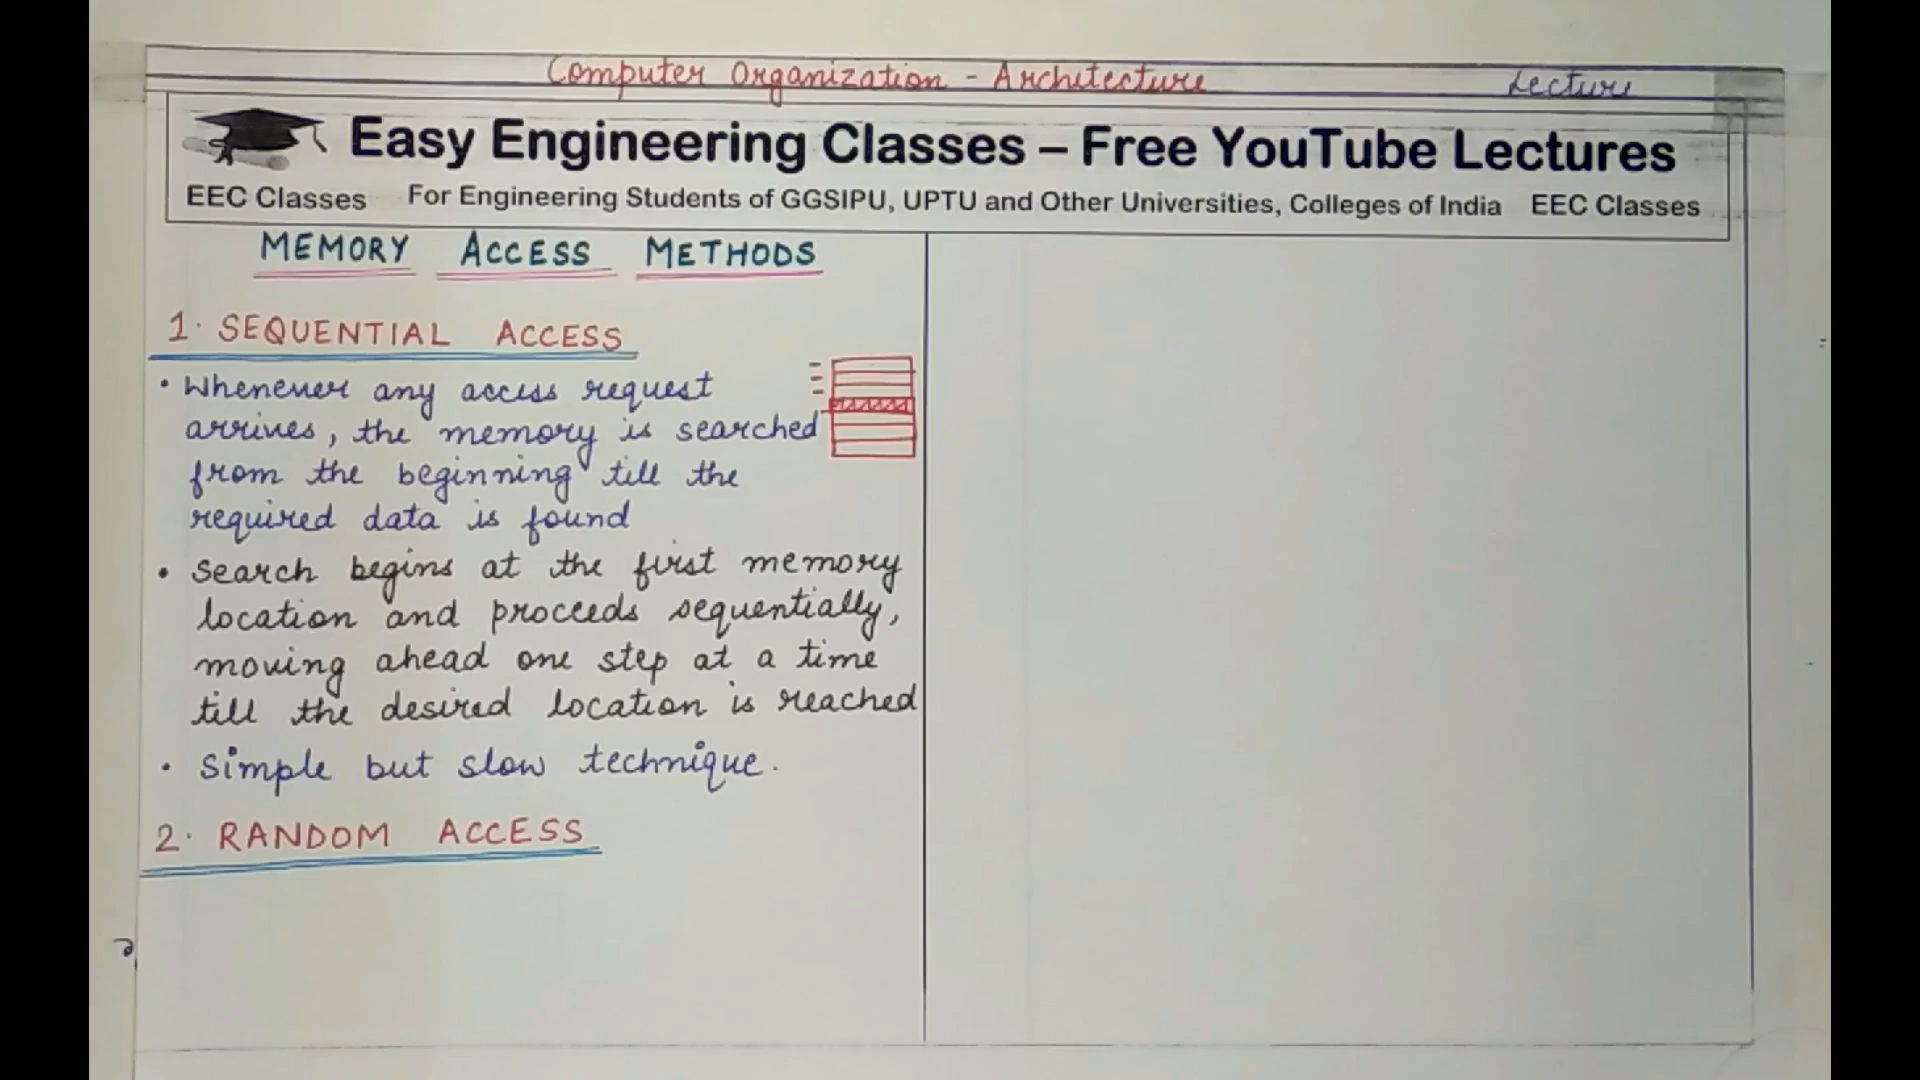 Computer Organization - Architecture Lecture
Easy Engineering Classes – Free YouTube Lectures
EEC Classes For Engineering Students of GGSIPU, UPTU and Other Universities, Colleges of India EEC Classes
MEMORY ACCESS METHODS
1. SEQUENTIAL ACCESS
• Whenever any access request
arrives, the memory is searched
from the beginning till the
required data is found
• Search begins at the first memory
location and proceeds sequentially,
moving ahead one step at a time
till the desired location is reached
• Simple but slow technique.
2. RANDOM ACCESS